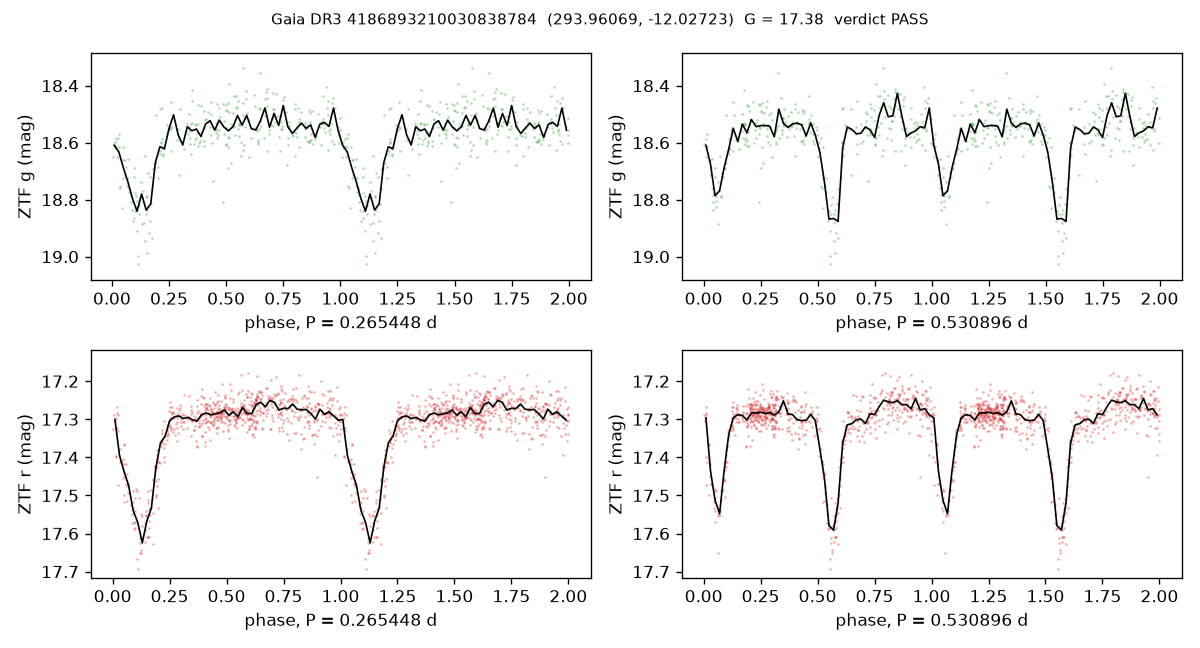 Gaia DR3 4186893210030838784  (293.96069, -12.02723)  G = 17.38  verdict PASS
ZTF g (mag)
18.4
18.6
18.8
19.0
0.00 0.25 0.50 0.75 1.00 1.25 1.50 1.75 2.00
phase, P = 0.265448 d
ZTF g (mag)
18.4
18.6
18.8
19.0
0.00 0.25 0.50 0.75 1.00 1.25 1.50 1.75 2.00
phase, P = 0.530896 d
ZTF r (mag)
17.2
17.3
17.4
17.5
17.6
17.7
0.00 0.25 0.50 0.75 1.00 1.25 1.50 1.75 2.00
phase, P = 0.265448 d
ZTF r (mag)
17.2
17.3
17.4
17.5
17.6
17.7
0.00 0.25 0.50 0.75 1.00 1.25 1.50 1.75 2.00
phase, P = 0.530896 d